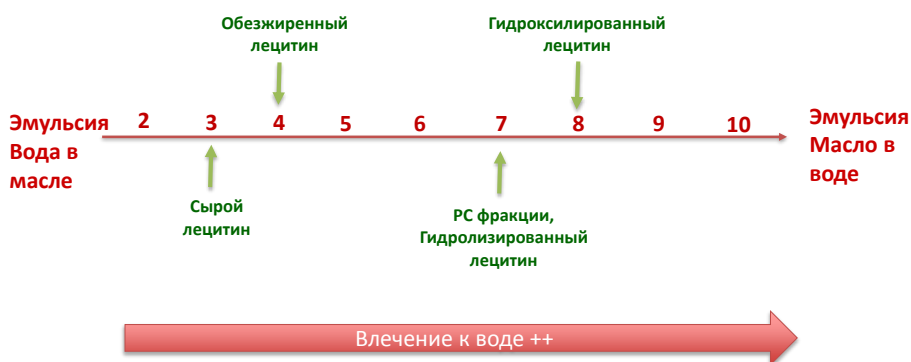 Обезжиренный
лецитин
Гидроксилированный
лецитин
Эмульсия
Вода в
масле
2 3 4 5 6 7 8 9 10
Эмульсия
Масло в
воде
Сырой
лецитин
РС фракции,
Гидролизированный
лецитин
Влечение к воде ++